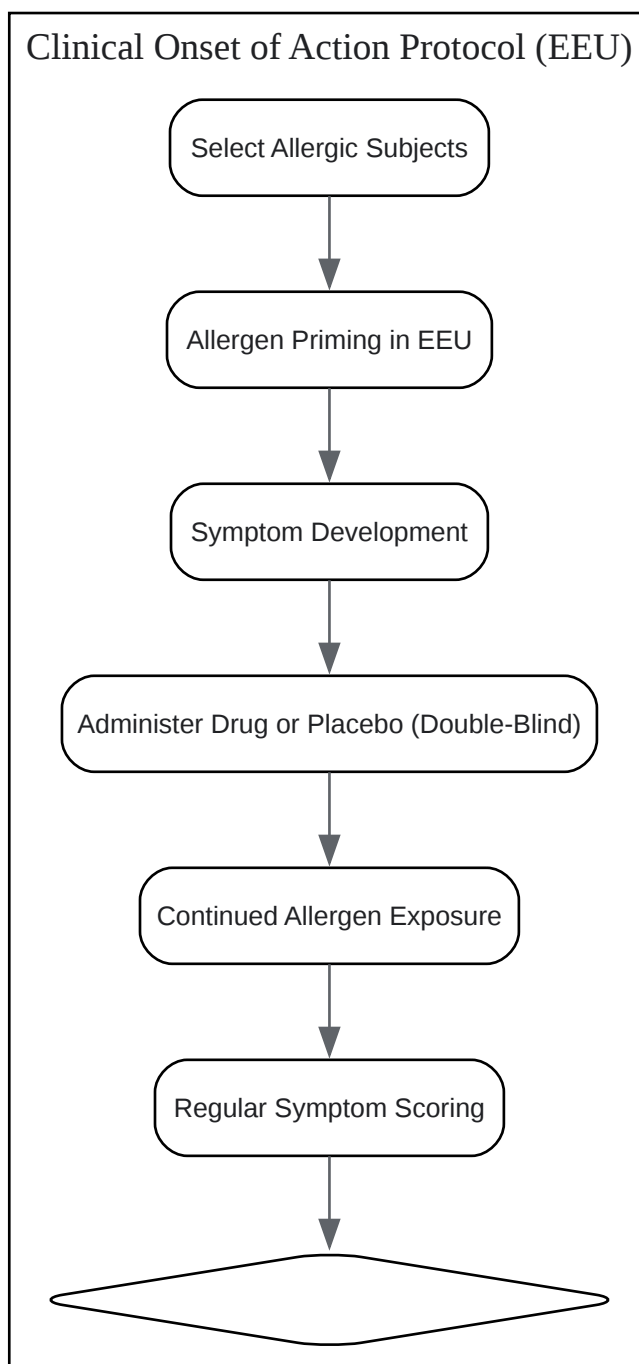 Clinical Onset of Action Protocol (EEU)
Select Allergic Subjects
Allergen Priming in EEU
Symptom Development
Administer Drug or Placebo (Double-Blind)
Continued Allergen Exposure
Regular Symptom Scoring